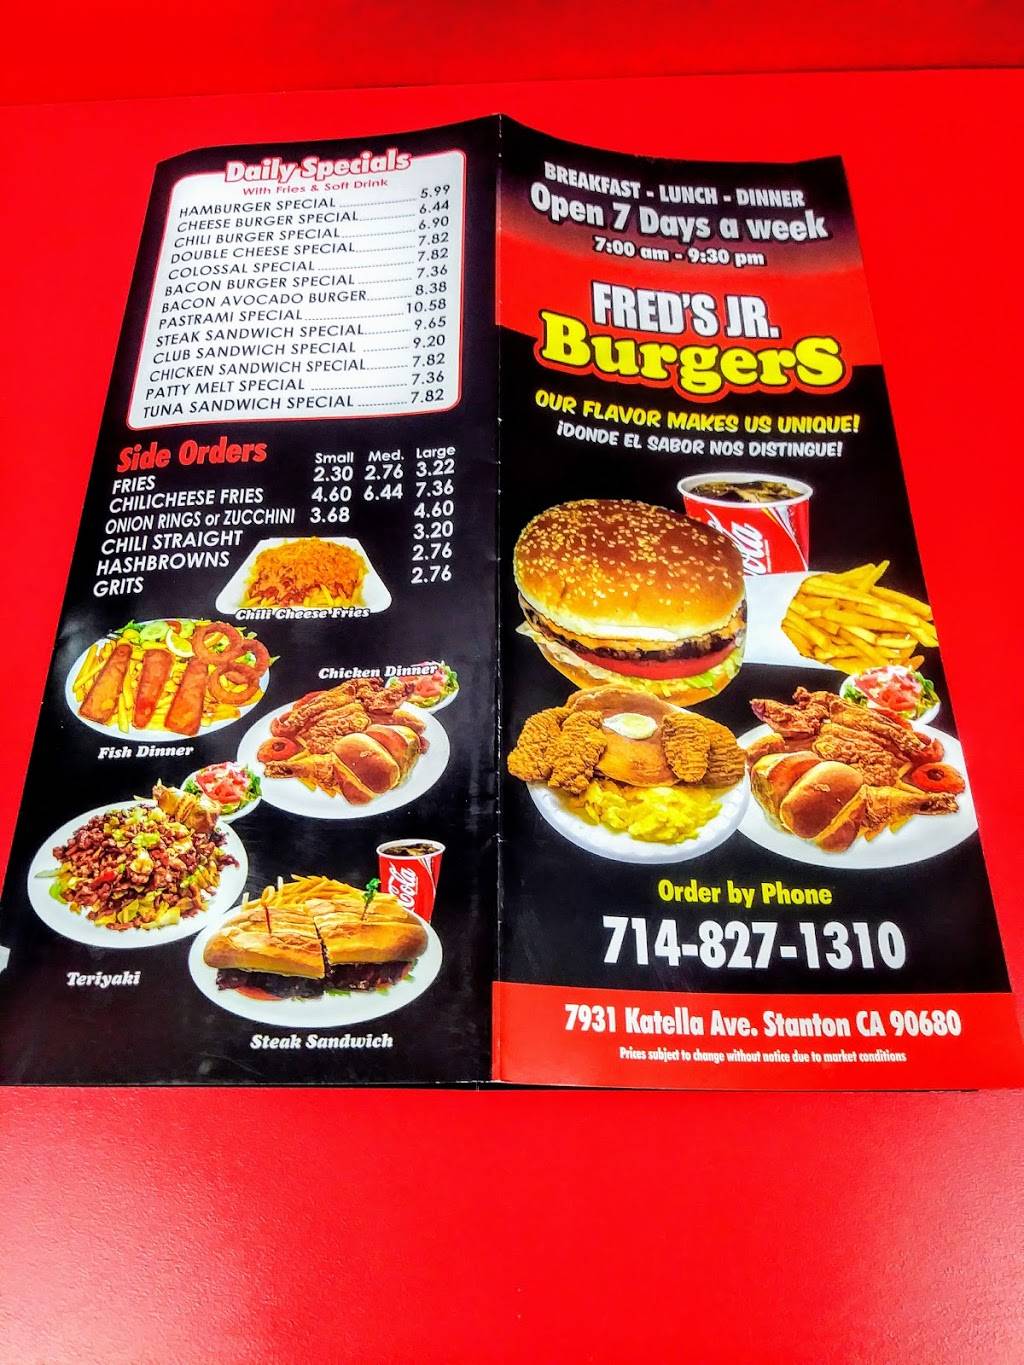 Daily Specials
With Fries & Soft Drink
HAMBURGER SPECIAL 5.99
CHEESE BURGER SPECIAL 6.44
CHILI BURGER SPECIAL 6.90
DOUBLE CHEESE SPECIAL 7.82
COLOSSAL SPECIAL 7.82
BACON BURGER SPECIAL 7.36
BACON AVOCADO BURGER 8.38
PASTRAMI SPECIAL 10.58
STEAK SANDWICH SPECIAL 9.65
CLUB SANDWICH SPECIAL 9.20
CHICKEN SANDWICH SPECIAL 7.82
PATTY MELT SPECIAL 7.36
TUNA SANDWICH SPECIAL 7.82
Side Orders
Small Med. Large
FRIES 2.30 2.76 3.22
CHILICHEESE FRIES 4.60 6.44 7.36
ONION RINGS or ZUCCHINI 3.68 4.60
CHILI STRAIGHT 3.20
HASHBROWNS 2.76
GRITS 2.76
Chili Cheese Fries
Chicken Dinner
Fish Dinner
Teriyaki
Cola
Steak Sandwich
BREAKFAST - LUNCH - DINNER
Open 7 Days a week
7:00 am - 9:30 pm
FRED'S JR.
BurgerS
OUR FLAVOR MAKES US UNIQUE!
¡DONDE EL SABOR NOS DISTINGUE!
cola
Order by Phone
714-827-1310
7931 Katella Ave. Stanton CA 90680
Prices subject to change without notice due to market conditions